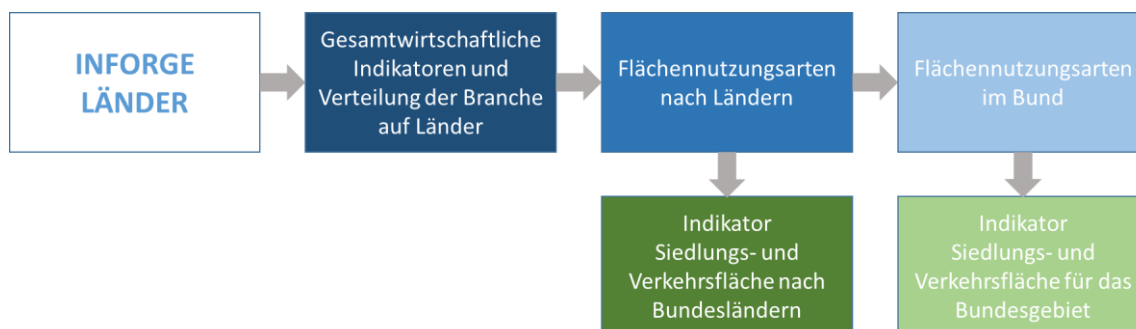 INFORGE
LÄNDER
Gesamtwirtschaftliche
Indikatoren und
Verteilung der Branche
auf Länder
Flächennutzungsarten
nach Ländern
Flächennutzungsarten
im Bund
Indikator
Siedlungs- und
Verkehrsfläche nach
Bundesländern
Indikator
Siedlungs- und
Verkehrsfläche für das
Bundesgebiet